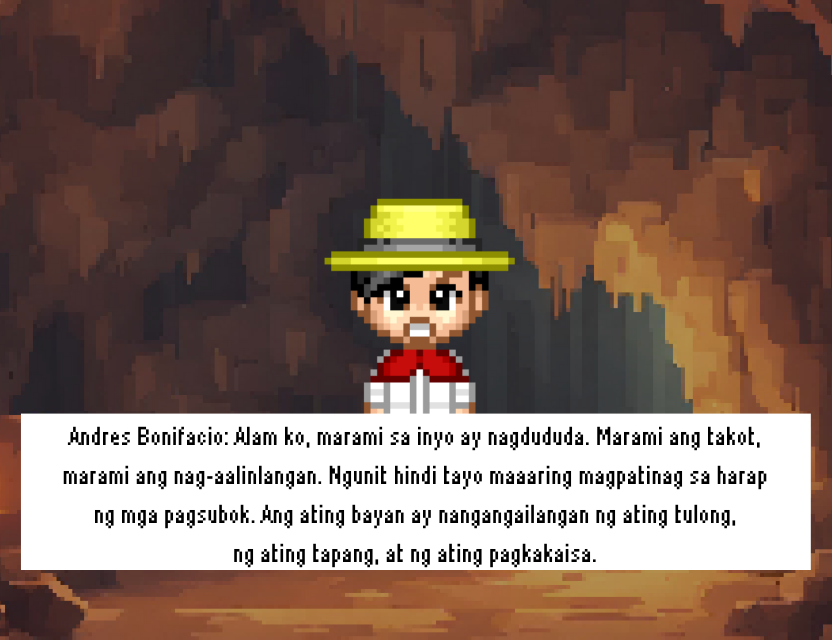 Andres Bonifacio: Alam ko, marami sa inyo ay nagdududa. Marami ang takot,
marami ang nag-aalinlangan. Ngunit hindi tayo maaaring magpatinag sa harap
ng mga pagsubok. Ang ating bayan ay nangangailangan ng ating tulong,
ng ating tapang, at ng ating pagkakaisa.